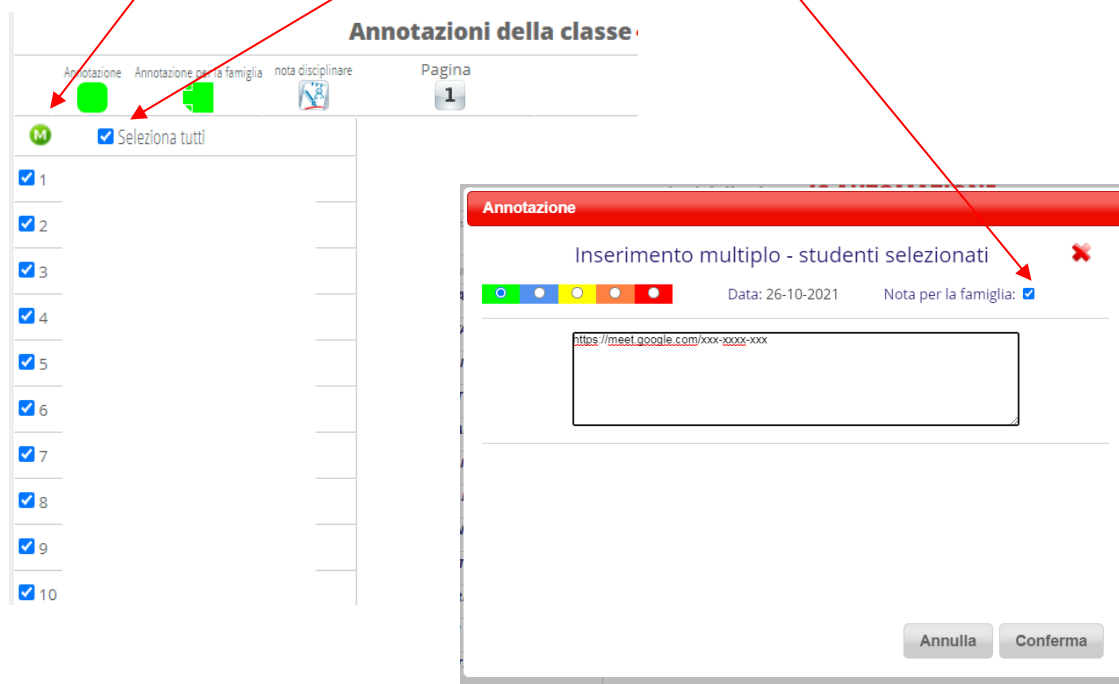 Annotazioni della classe
Annotazione Annotazione per la famiglia nota disciplinare Pagina
1
M Seleziona tutti
1
2
3
4
5
6
7
8
9
10
Annotazione
Inserimento multiplo - studenti selezionati
Data: 26-10-2021 Nota per la famiglia:
https://meet.google.com/xxx-xxxx-xxx
Annulla Conferma